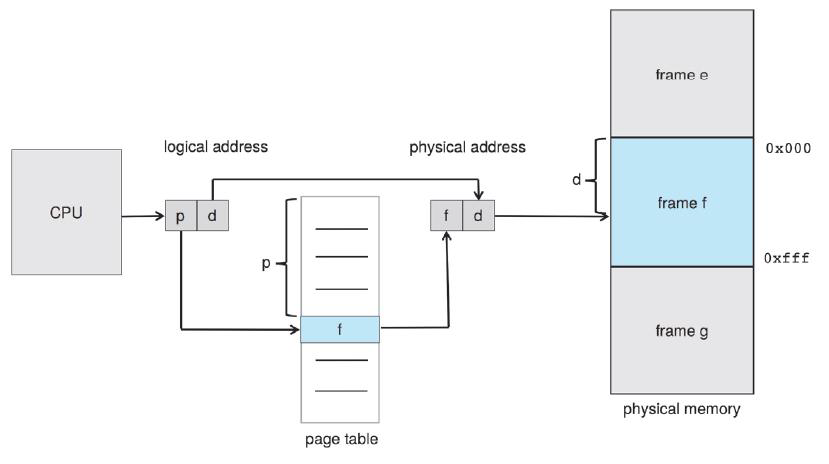 frame e
logical address
physical address
0x000
d
CPU
p
d
f
d
frame f
p
0xfff
f
frame g
physical memory
page table